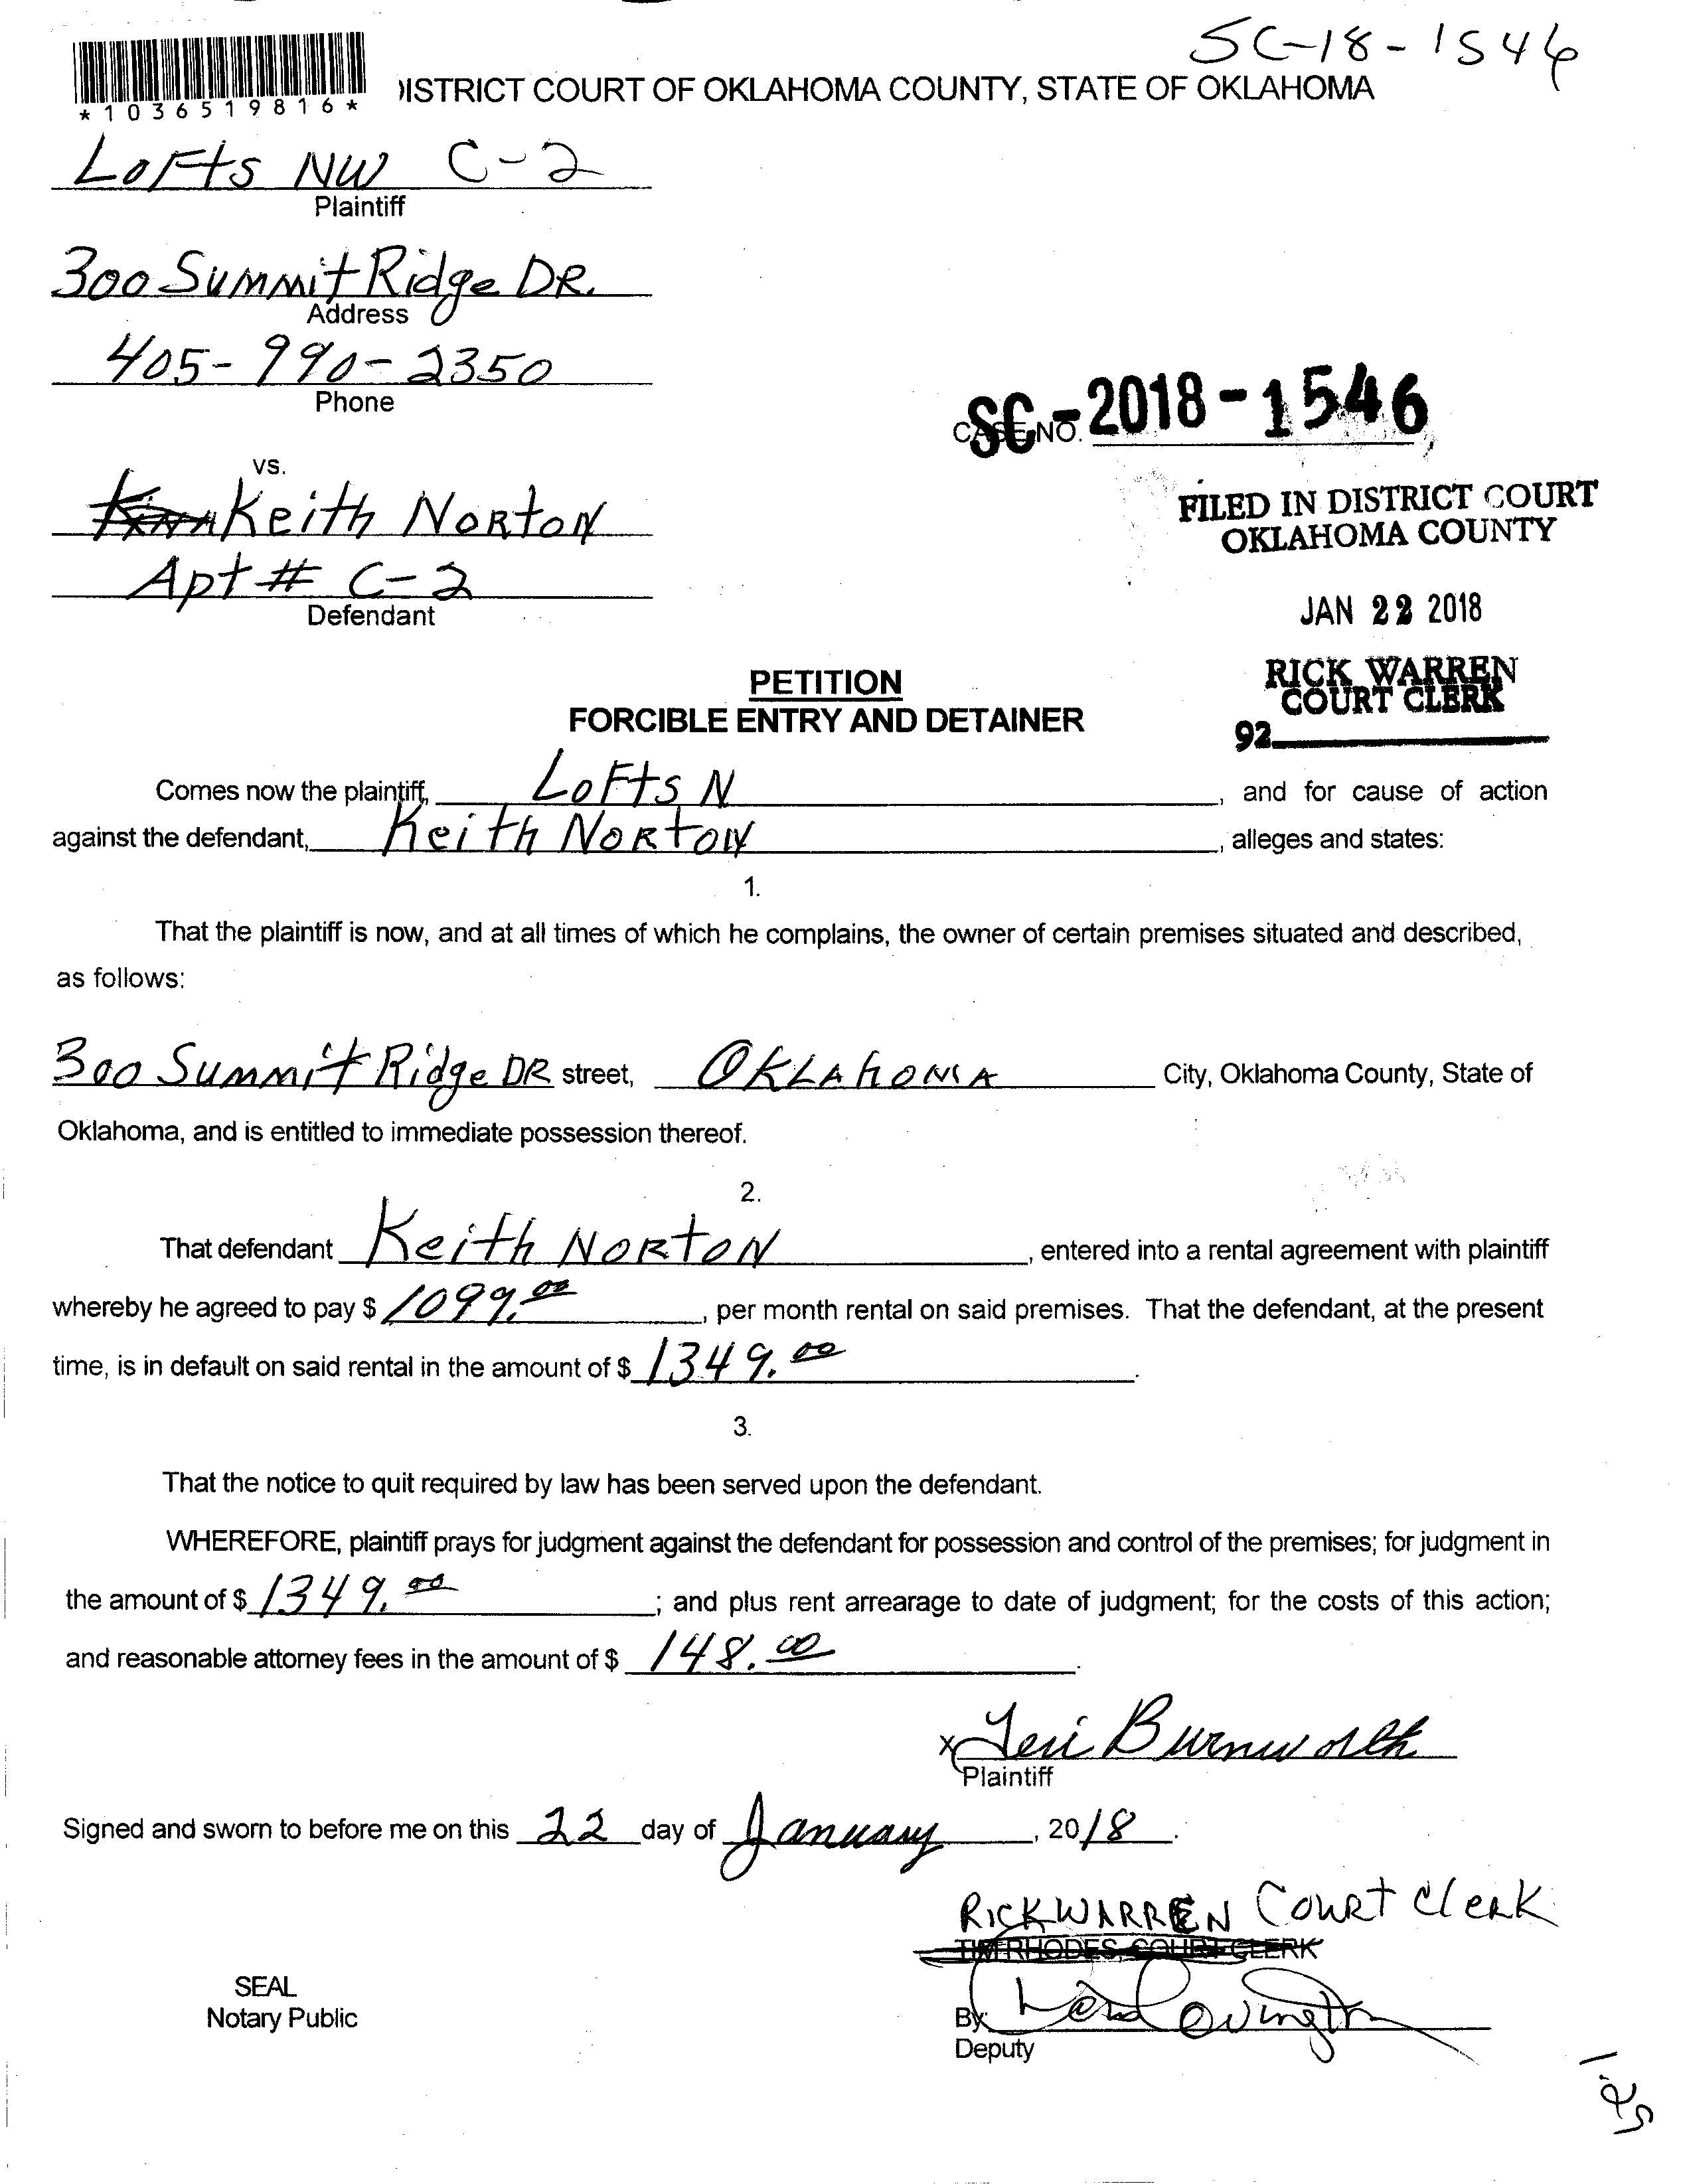 SC-18-1546
*1036519816*
ISTRICT COURT OF OKLAHOMA COUNTY, STATE OF OKLAHOMA
Lofts NW C-2
Plaintiff
300 Summit Ridge DR.
Address
405-990-2350
Phone
SC-2018-1546
CASE NO.
vs.
Keith Norton
Apt # C-2
Defendant
FILED IN DISTRICT COURT
OKLAHOMA COUNTY
JAN 22 2018
RICK WARREN
COURT CLERK
92
PETITION
FORCIBLE ENTRY AND DETAINER
Comes now the plaintiff, Lofts N, and for cause of action
against the defendant, Keith Norton, alleges and states:
1.
That the plaintiff is now, and at all times of which he complains, the owner of certain premises situated and described,
as follows:
300 Summit Ridge DR street, Oklahoma City, Oklahoma County, State of
Oklahoma, and is entitled to immediate possession thereof.
2.
That defendant Keith Norton, entered into a rental agreement with plaintiff
whereby he agreed to pay $ 1099.00, per month rental on said premises. That the defendant, at the present
time, is in default on said rental in the amount of $ 1349.00.
3.
That the notice to quit required by law has been served upon the defendant.
WHEREFORE, plaintiff prays for judgment against the defendant for possession and control of the premises; for judgment in
the amount of $ 1349.00; and plus rent arrearage to date of judgment; for the costs of this action;
and reasonable attorney fees in the amount of $ 148.00.
x Teri Burnworth
Plaintiff
Signed and sworn to before me on this 22 day of January, 2018.
RICK WARREN Court Clerk
TIM RHODES, COURT CLERK
SEAL
Notary Public
By:
Deputy
1.25